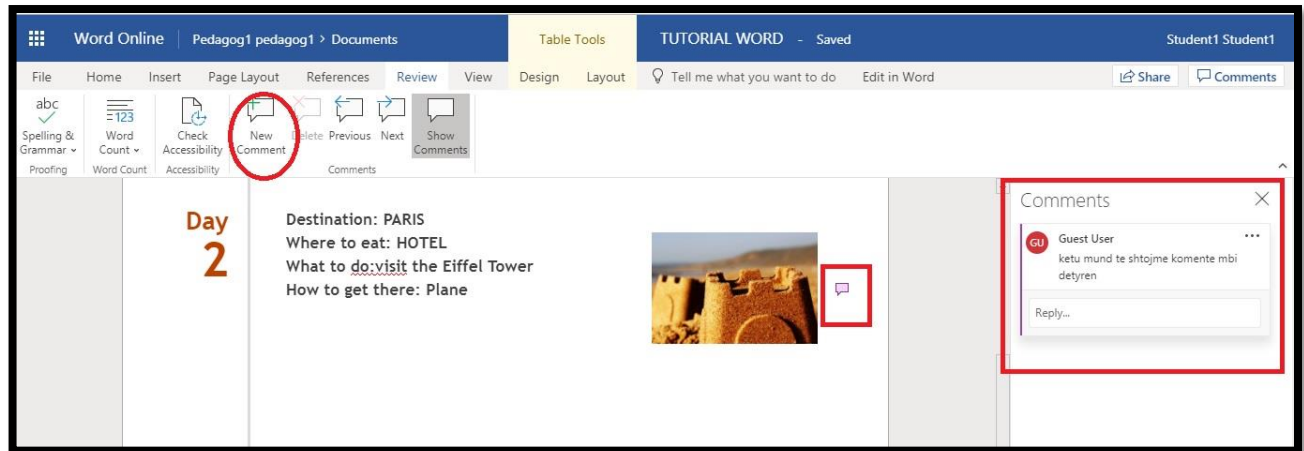 Word Online | Pedagog1 pedagog1 > Documents Table Tools TUTORIAL WORD - Saved Student1 Student1
File Home Insert Page Layout References Review View Design Layout Tell me what you want to do Edit in Word Share Comments
abc
123
Spelling & Grammar
Word Count
Check Accessibility
New Comment
Delete Previous Next
Show Comments
Proofing Word Count Accessibility Comments
Day
2
Destination: PARIS
Where to eat: HOTEL
What to do:visit the Eiffel Tower
How to get there: Plane
Comments
GU Guest User
ketu mund te shtojme komente mbi
detyren
Reply...